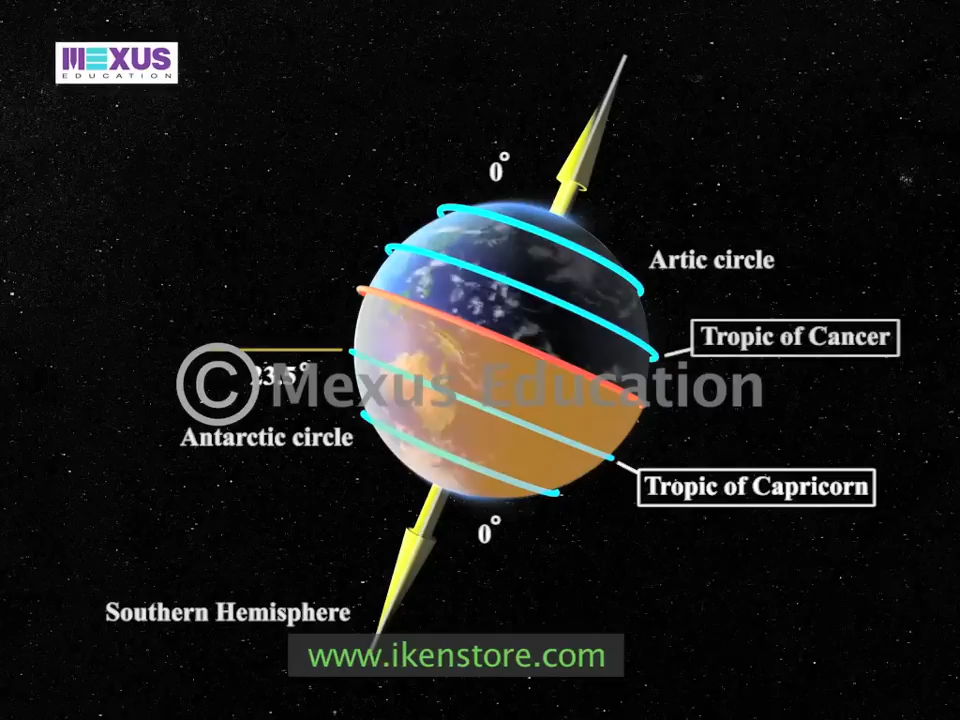 MEXUS
EDUCATION
0°
Artic circle
Tropic of Cancer
23.5°
© Mexus Education
Antarctic circle
Tropic of Capricorn
0°
Southern Hemisphere
www.ikenstore.com